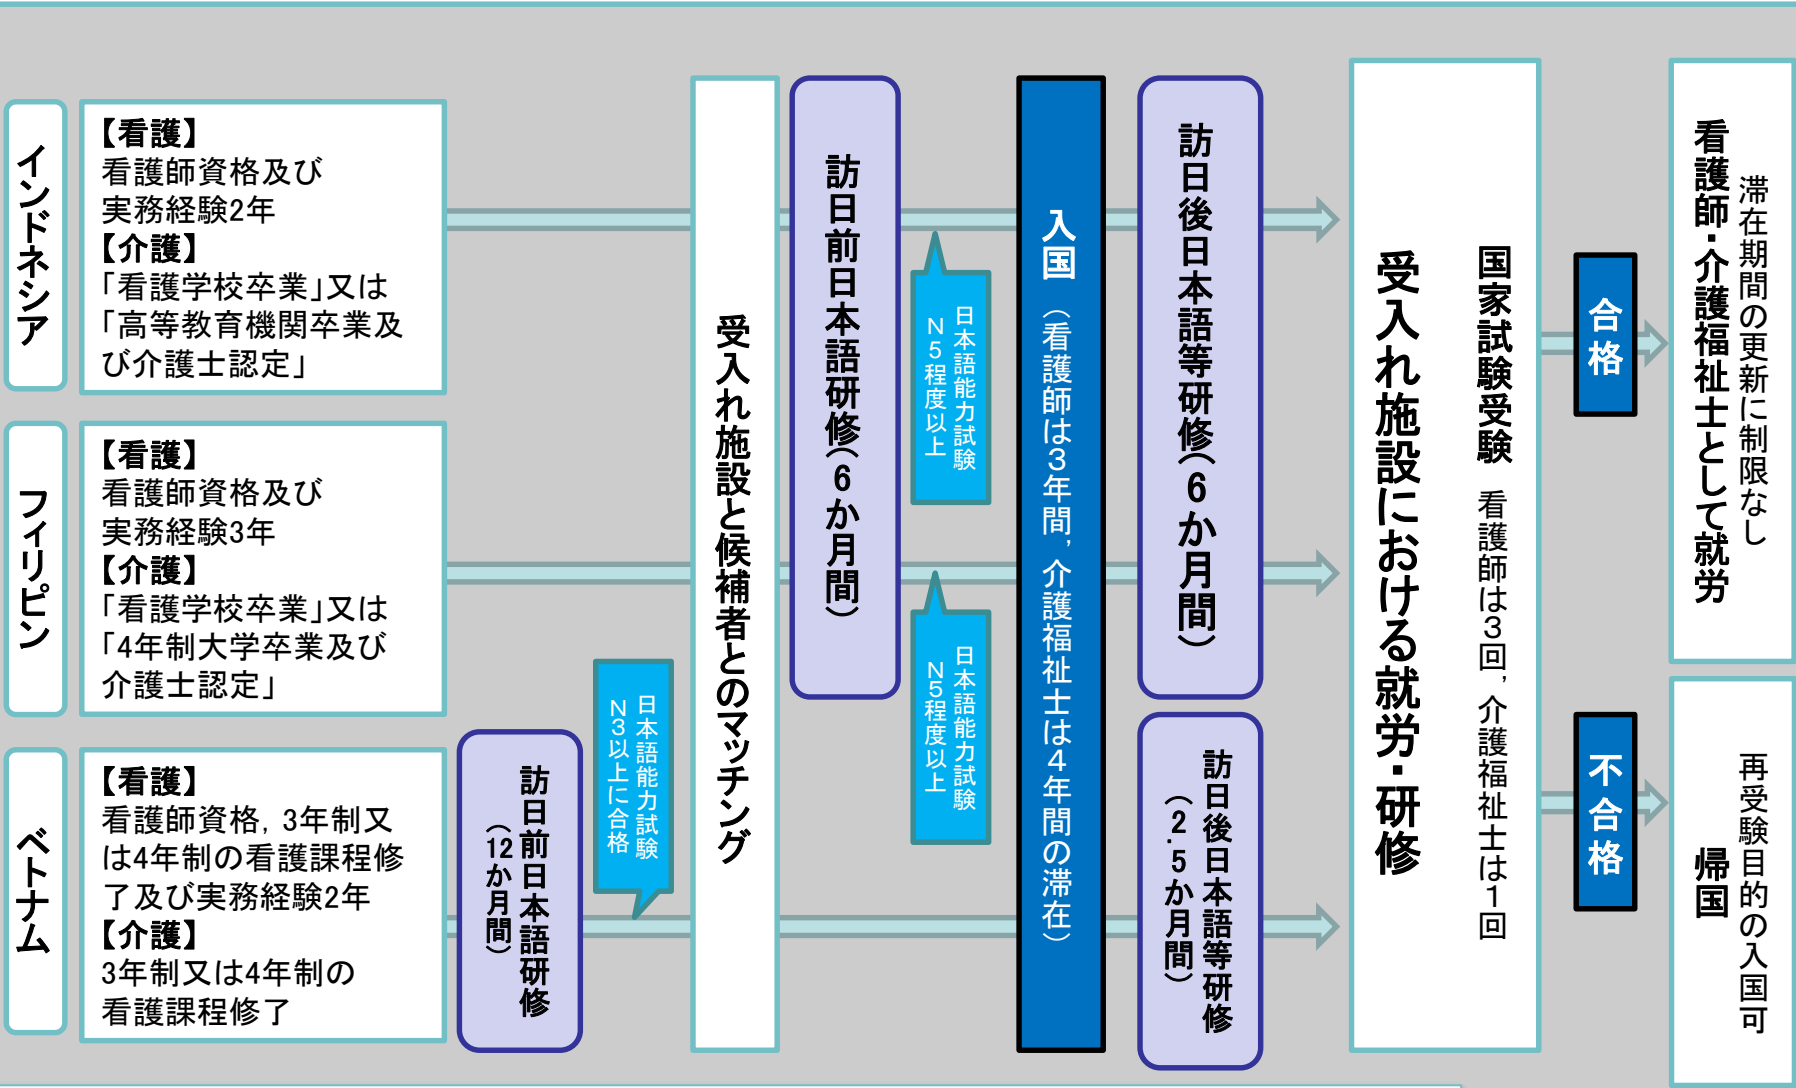 インドネシア
【看護】
看護師資格及び
実務経験2年
【介護】
「看護学校卒業」又は
「高等教育機関卒業及
び介護士認定」
フィリピン
【看護】
看護師資格及び
実務経験3年
【介護】
「看護学校卒業」又は
「4年制大学卒業及び
介護士認定」
ベトナム
【看護】
看護師資格，3年制又
は4年制の看護課程修
了及び実務経験2年
【介護】
3年制又は4年制の
看護課程修了
訪日前日本語研修
（12か月間）
日本語能力試験
Ｎ３以上に合格
受入れ施設と候補者とのマッチング
訪日前日本語研修（６か月間）
日本語能力試験
Ｎ５程度以上
日本語能力試験
Ｎ５程度以上
入国（看護師は３年間，介護福祉士は４年間の滞在）
訪日後日本語等研修（６か月間）
訪日後日本語等研修
（２.５か月間）
国家試験受験　看護師は３回，介護福祉士は１回
受入れ施設における就労・研修
合格
不合格
滞在期間の更新に制限なし
看護師・介護福祉士として就労
再受験目的の入国可
帰国